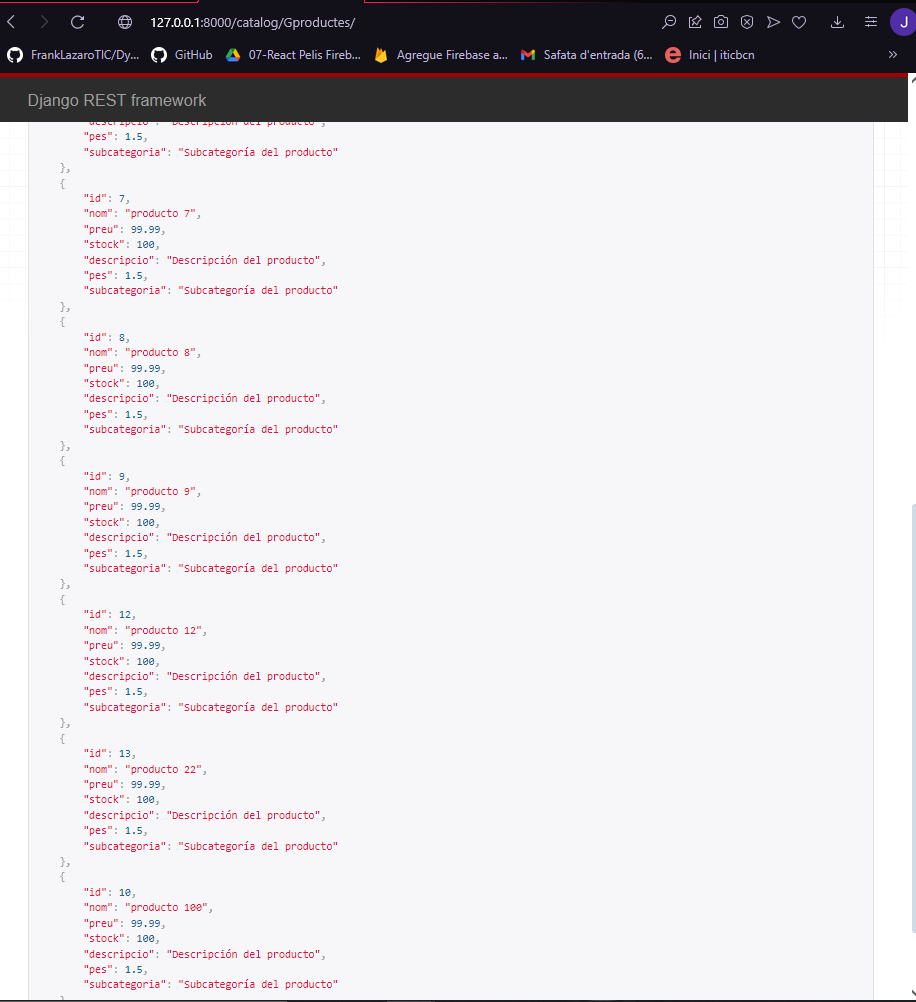 127.0.0.1:8000/catalog/Gproductes/
J
FrankLazaroTIC/Dy... GitHub 07-React Pelis Fireb... Agregue Firebase a... Safata d'entrada (6... Inici | iticbcn »
Django REST framework
"descripcio": "Descripción del producto",
"pes": 1.5,
"subcategoria": "Subcategoría del producto"
},
{
"id": 7,
"nom": "producto 7",
"preu": 99.99,
"stock": 100,
"descripcio": "Descripción del producto",
"pes": 1.5,
"subcategoria": "Subcategoría del producto"
},
{
"id": 8,
"nom": "producto 8",
"preu": 99.99,
"stock": 100,
"descripcio": "Descripción del producto",
"pes": 1.5,
"subcategoria": "Subcategoría del producto"
},
{
"id": 9,
"nom": "producto 9",
"preu": 99.99,
"stock": 100,
"descripcio": "Descripción del producto",
"pes": 1.5,
"subcategoria": "Subcategoría del producto"
},
{
"id": 12,
"nom": "producto 12",
"preu": 99.99,
"stock": 100,
"descripcio": "Descripción del producto",
"pes": 1.5,
"subcategoria": "Subcategoría del producto"
},
{
"id": 13,
"nom": "producto 22",
"preu": 99.99,
"stock": 100,
"descripcio": "Descripción del producto",
"pes": 1.5,
"subcategoria": "Subcategoría del producto"
},
{
"id": 10,
"nom": "producto 100",
"preu": 99.99,
"stock": 100,
"descripcio": "Descripción del producto",
"pes": 1.5,
"subcategoria": "Subcategoría del producto"